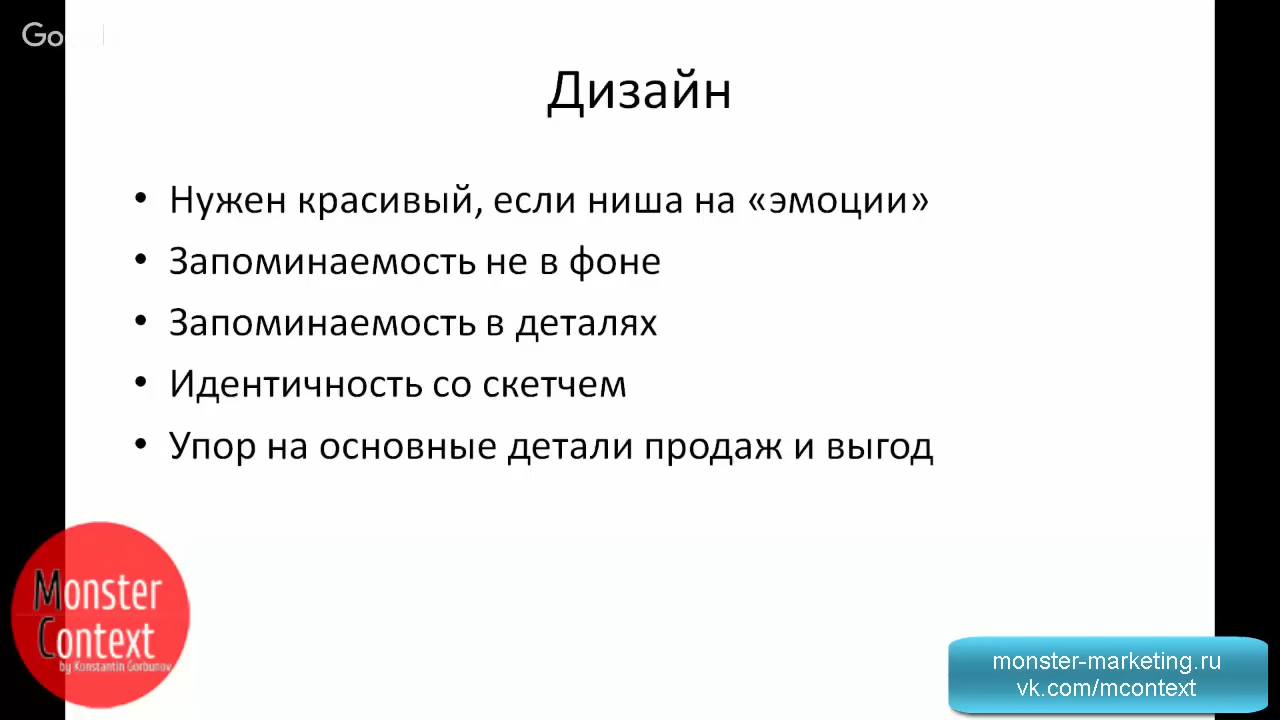 Дизайн
• Нужен красивый, если ниша на «эмоции»
• Запоминаемость не в фоне
• Запоминаемость в деталях
• Идентичность со скетчем
• Упор на основные детали продаж и выгод
Monster
Context
by Konstantin Gorbunov
monster-marketing.ru
vk.com/mcontext